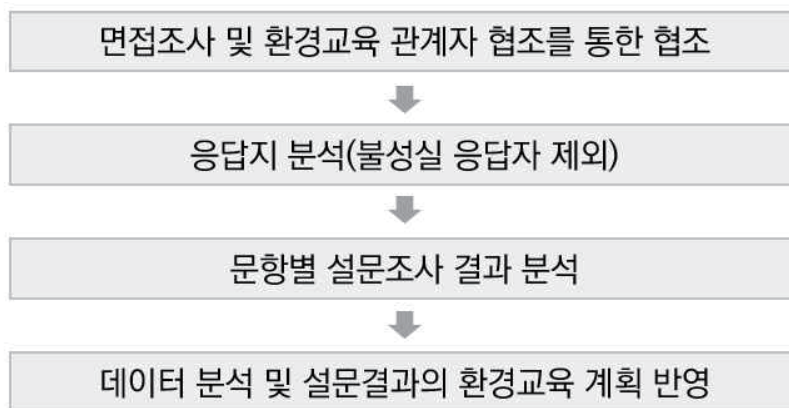 면접조사 및 환경교육 관계자 협조를 통한 협조
응답지 분석(불성실 응답자 제외)
문항별 설문조사 결과 분석
데이터 분석 및 설문결과의 환경교육 계획 반영